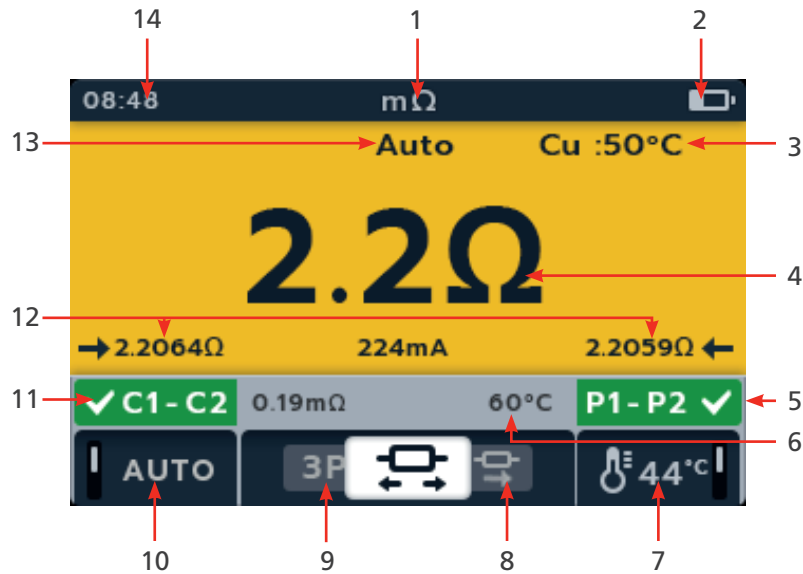 14 1 2
08:48 mΩ
13 Auto Cu :50°C 3
2.2Ω 4
12
2.2064Ω 224mA 2.2059Ω
11 C1-C2 0.19mΩ 60°C P1-P2 5
6
AUTO 3P 44°C
10 9 8 7